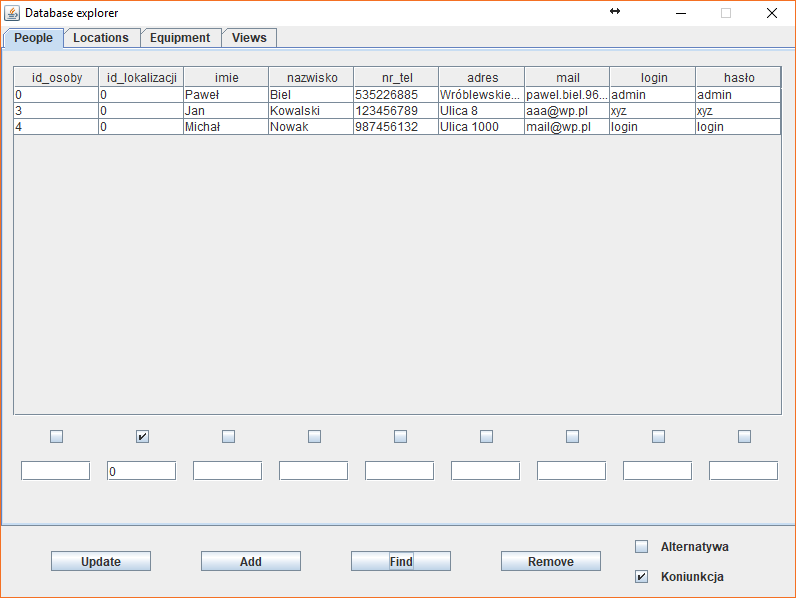 Database explorer
People Locations Equipment Views
id_osoby id_lokalizacji imie nazwisko nr_tel adres mail login hasło
0 0 Paweł Biel 535226885 Wróblewskie... pawel.biel.96... admin admin
3 0 Jan Kowalski 123456789 Ulica 8 aaa@wp.pl xyz xyz
4 0 Michał Nowak 987456132 Ulica 1000 mail@wp.pl login login
0
Update Add Find Remove
Alternatywa
Koniunkcja